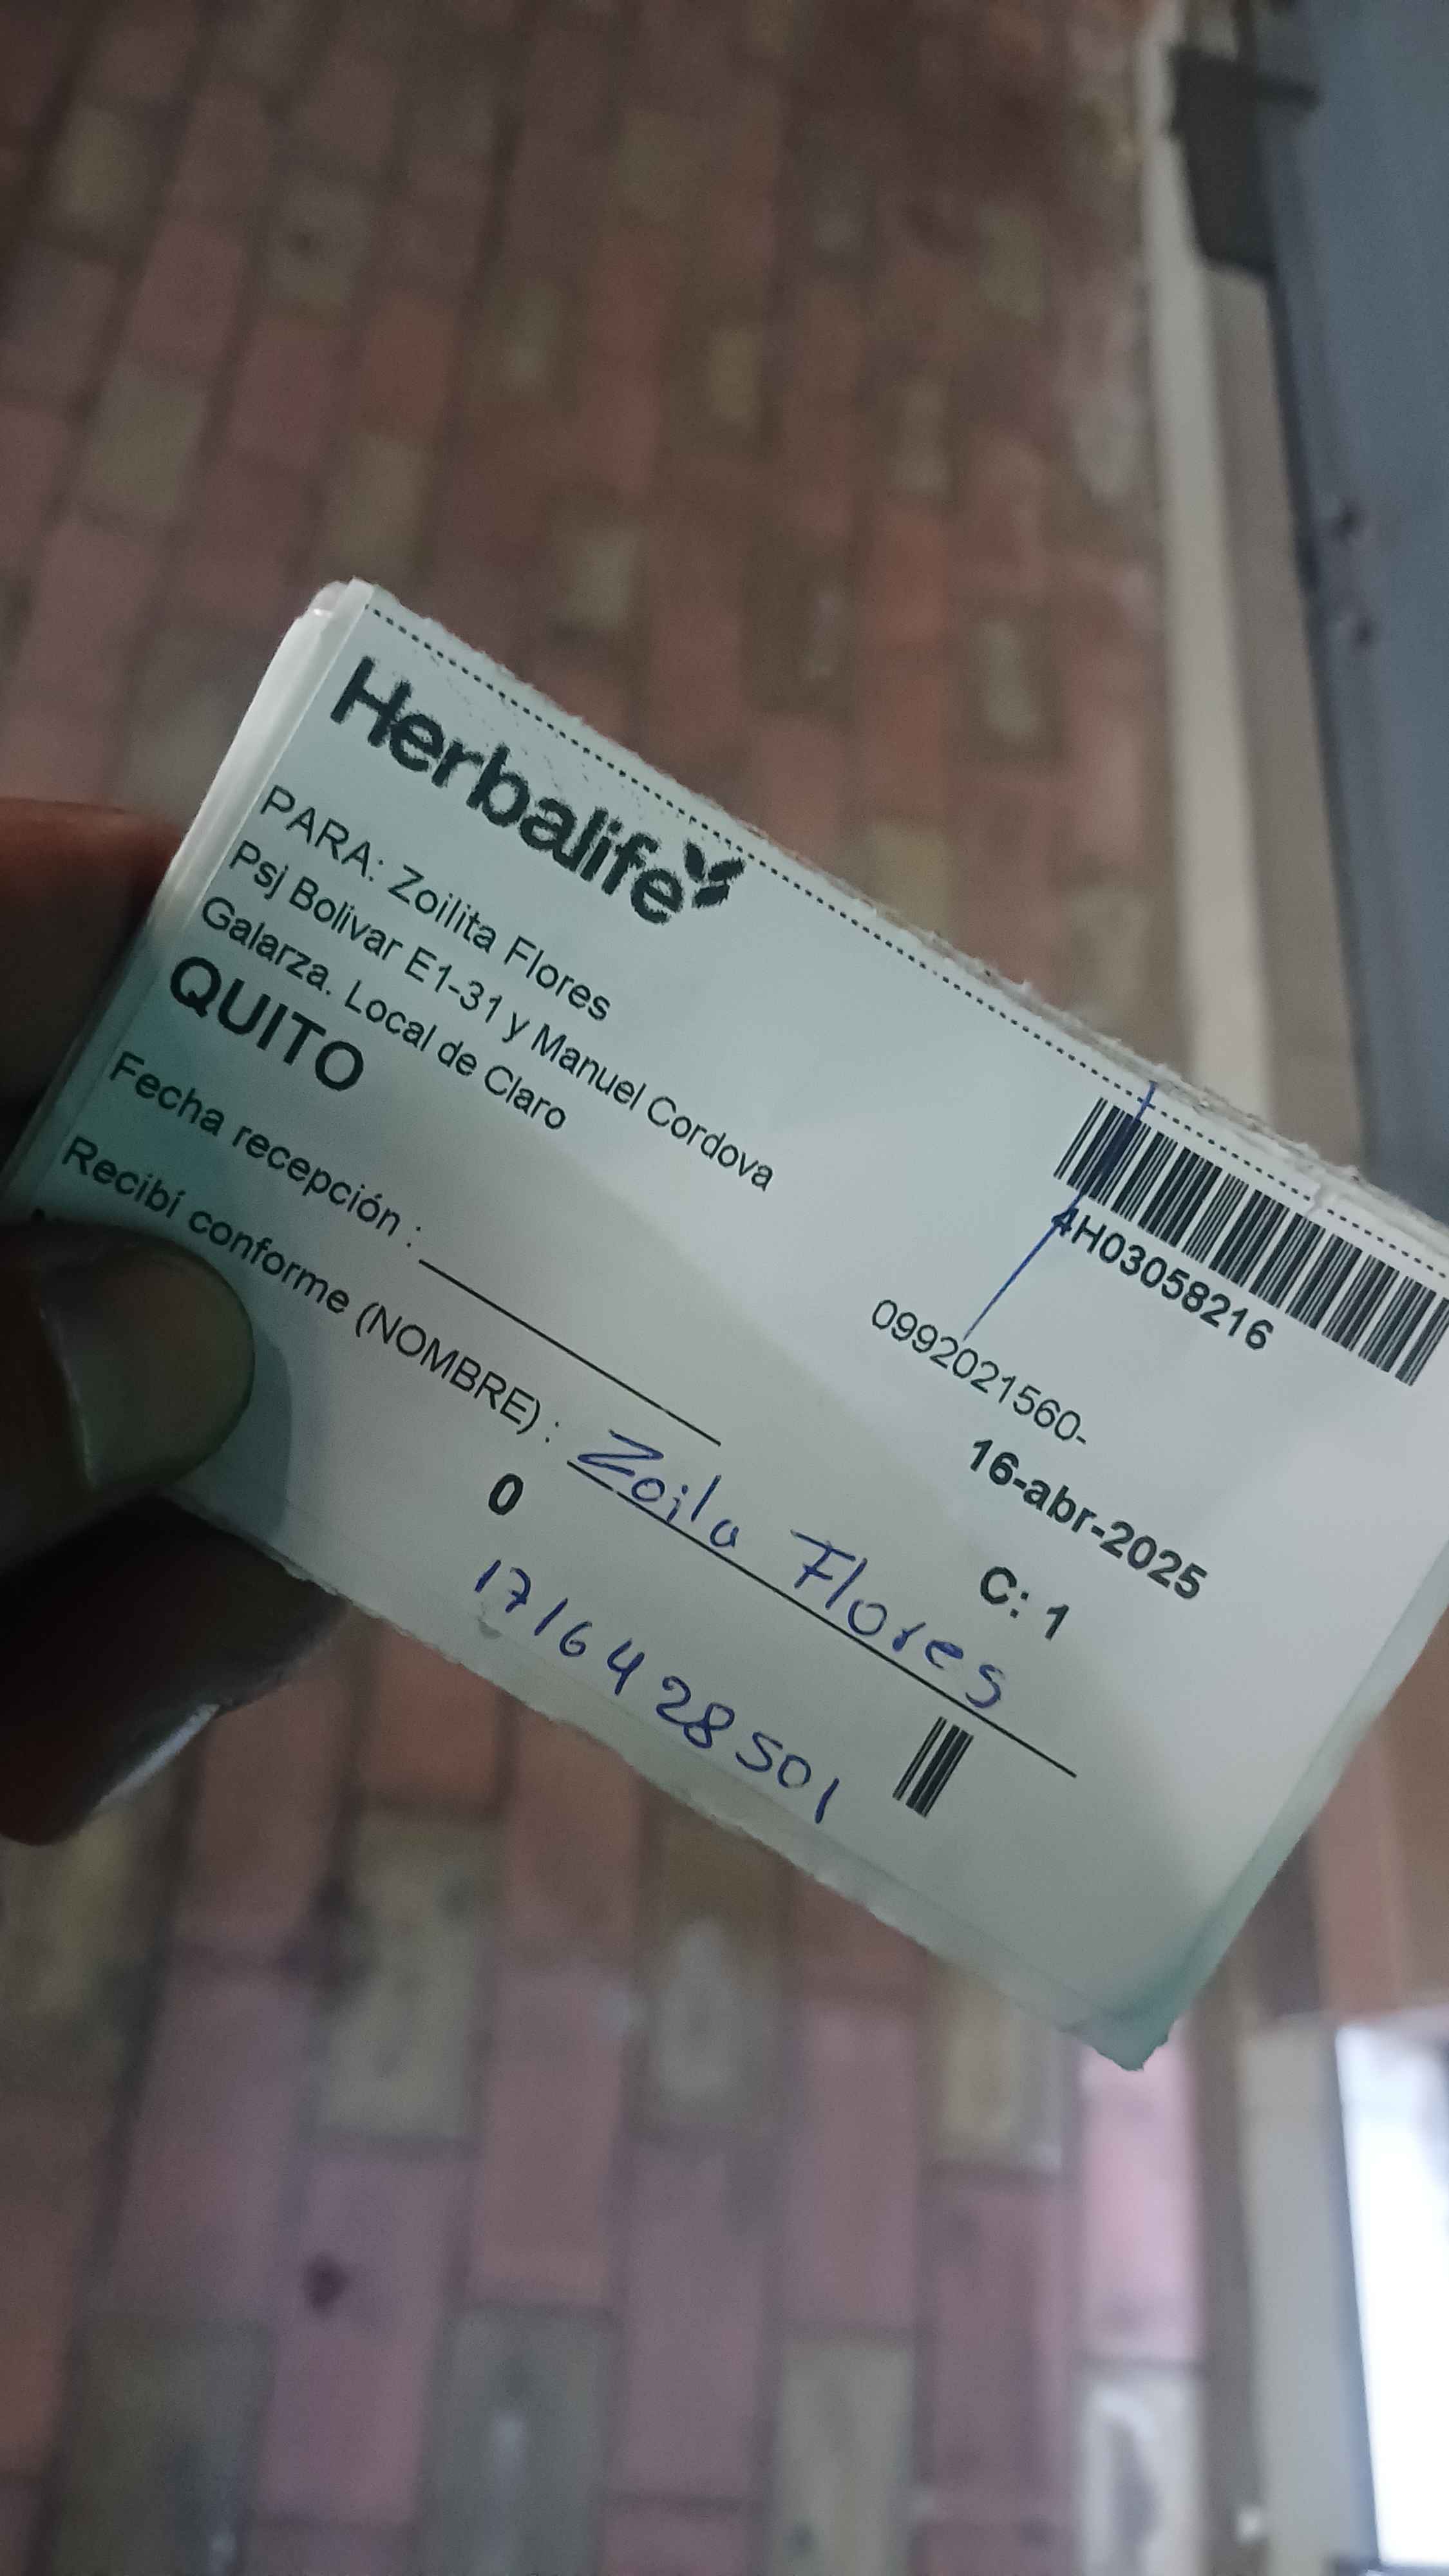 Herbalife
PARA: Zoilita Flores
Psj Bolivar E1-31 y Manuel Cordova
Galarza. Local de Claro
QUITO
4H03058216
0992021560-
16-abr-2025
Fecha recepción :
C: 1
Recibí conforme (NOMBRE) : Zoila Flores
0
1716428501